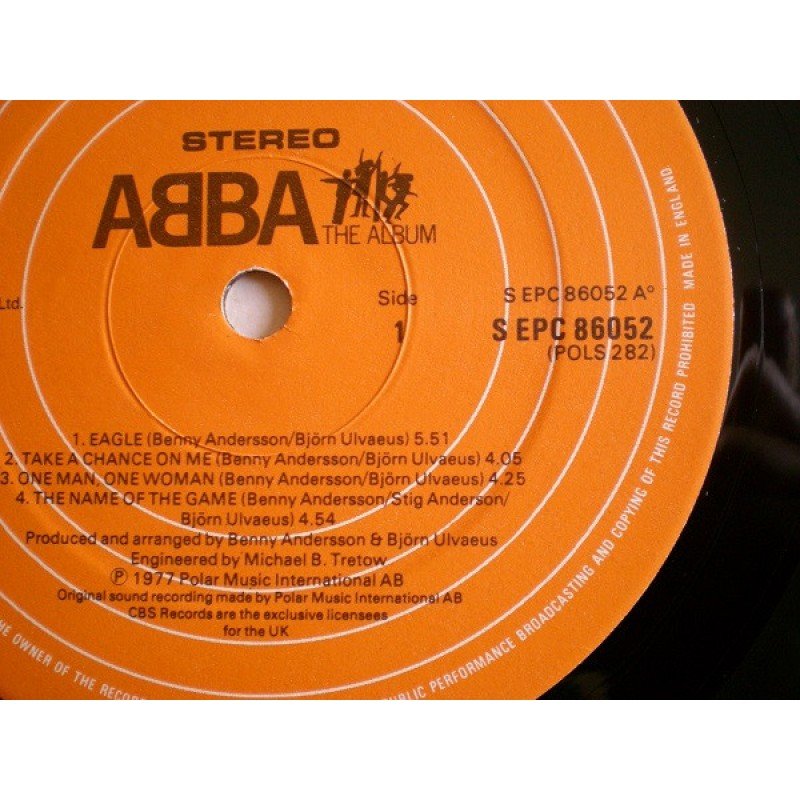 STEREO
ABBA
THE ALBUM
Ltd.
Side
1
S EPC 86052 A°
S EPC 86052
(POLS 282)
1. EAGLE (Benny Andersson/Björn Ulvaeus) 5.51
2. TAKE A CHANCE ON ME (Benny Andersson/Björn Ulvaeus) 4.05
3. ONE MAN, ONE WOMAN (Benny Andersson/Björn Ulvaeus) 4.25
4. THE NAME OF THE GAME (Benny Andersson/Stig Anderson/
Björn Ulvaeus) 4.54
Produced and arranged by Benny Andersson & Björn Ulvaeus
Engineered by Michael B. Tretow
℗ 1977 Polar Music International AB
Original sound recording made by Polar Music International AB
CBS Records are the exclusive licensees
for the UK
THE OWNER OF THE RECOR
PUBLIC PERFORMANCE BROADCASTING AND COPYING OF THIS RECORD PROHIBITED MADE IN ENGLAND